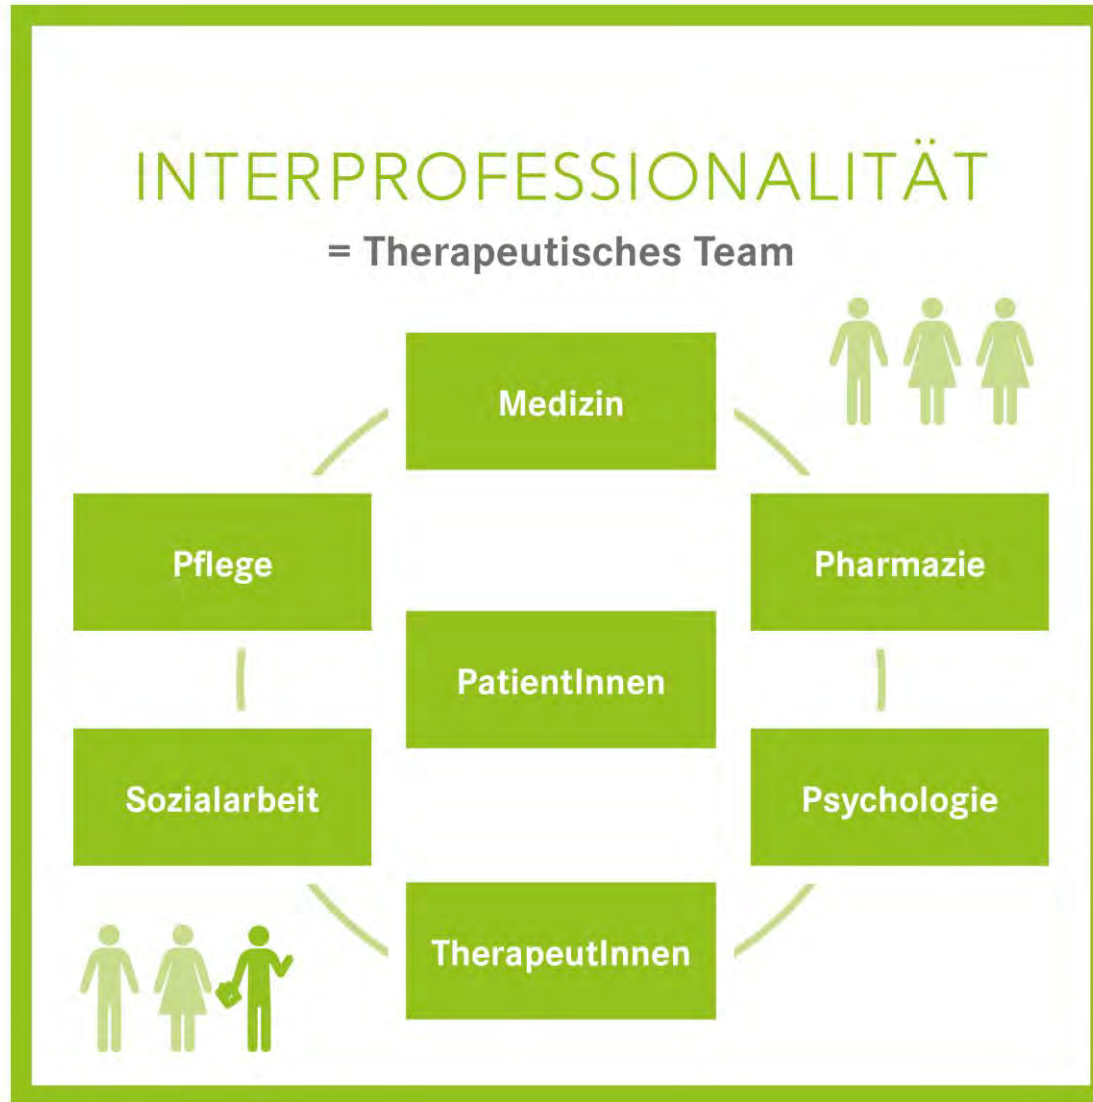 INTERPROFESSIONALITÄT
= Therapeutisches Team
Medizin
Pflege
Pharmazie
PatientInnen
Sozialarbeit
Psychologie
TherapeutInnen